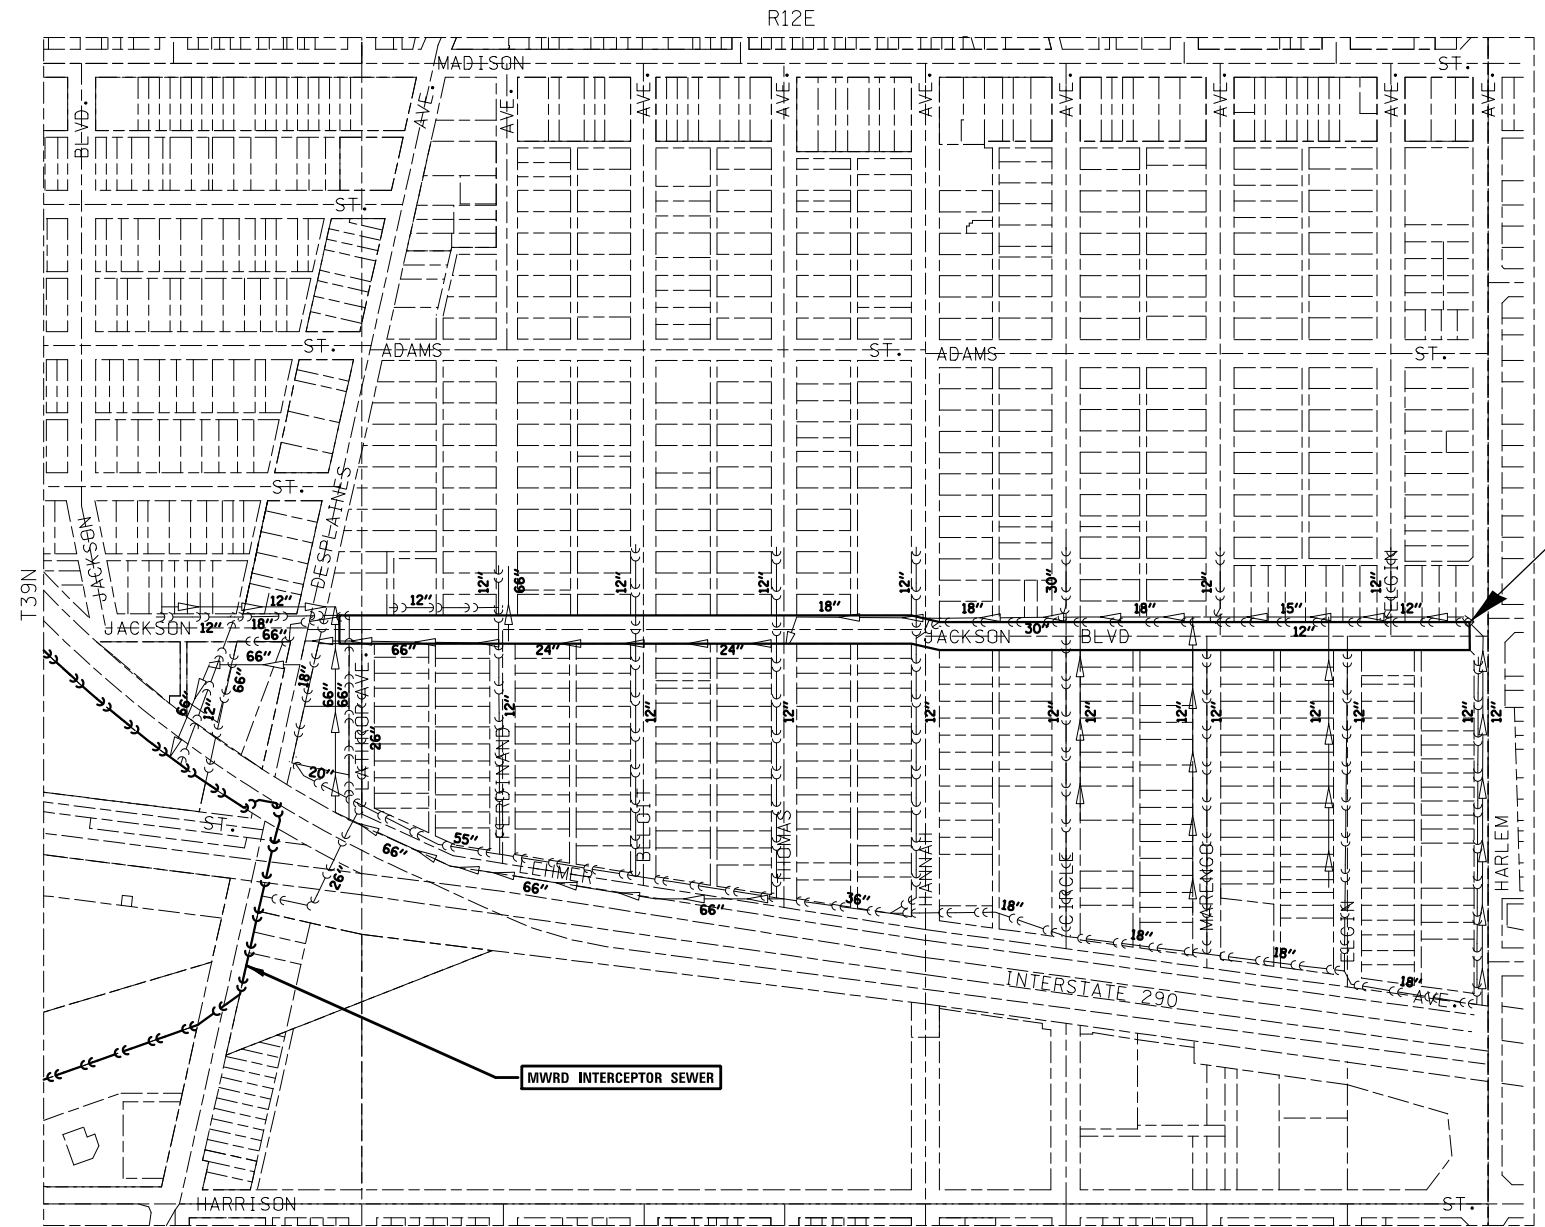 R12E
MADISON
ST.
BLVD.
AVE.
AVE.
AVE.
AVE.
AVE.
AVE.
AVE.
AVE.
AVE.
ST.
ST.
ADAMS
ST.
ADAMS
ST.
ST.
DESPLAINES
JACKSON
T39N
12"
66"
12"
12"
12"
30"
12"
12"
ELGIN
12"
12"
18"
18"
18"
15"
12"
JACKSON
12"
18"
66"
30"
JACKSON
BLVD
12"
66"
66"
24"
24"
66"
66"
12"
18"
66"
66"
26"
LATHROP AVE.
12"
12"
12"
12"
12"
12"
12"
12"
12"
12"
12"
12"
20"
FERDINAND
BELOIT
THOMAS
HANNAH
CIRCLE
MARENGO
ELGIN
HARLEM
ST.
55"
66"
LEHMER
66"
66"
36"
26"
18"
18"
18"
18"
AVE.
INTERSTATE 290
MWRD INTERCEPTOR SEWER
HARRISON
ST.